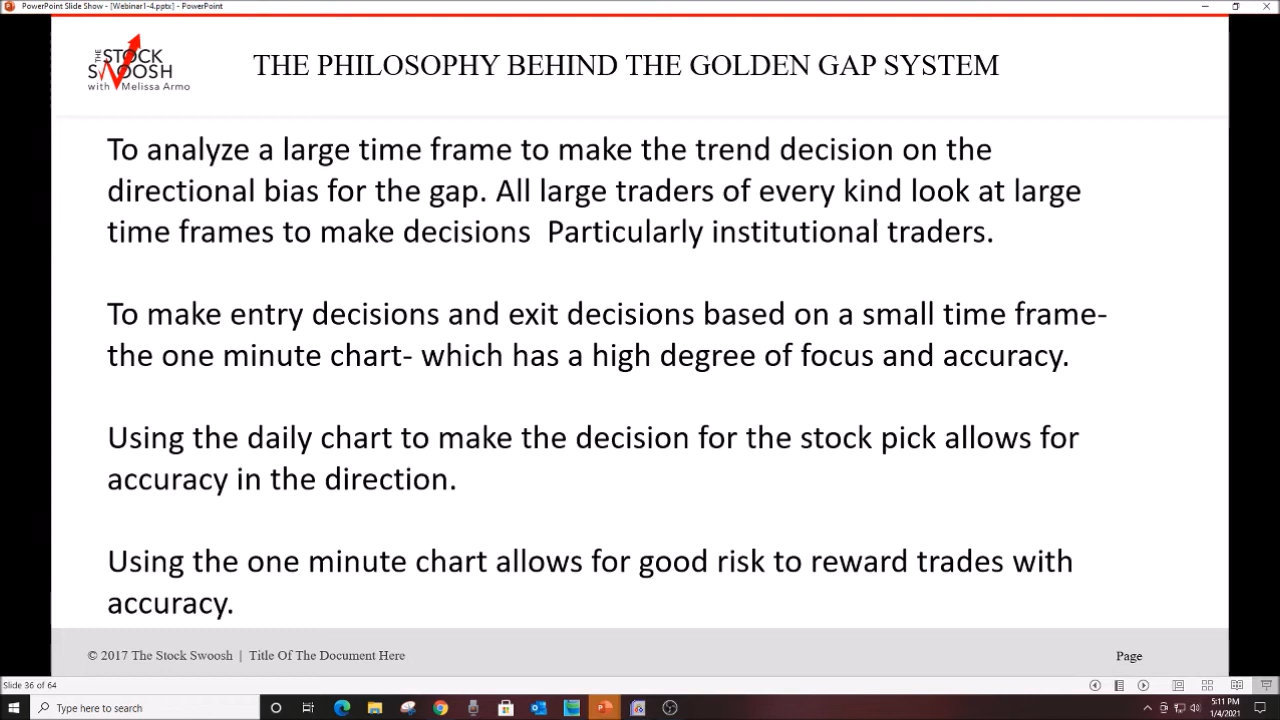 PowerPoint Slide Show - [Webinar1-4.pptx] - PowerPoint
THE
STOCK
SWOOSH
with Melissa Armo
THE PHILOSOPHY BEHIND THE GOLDEN GAP SYSTEM
To analyze a large time frame to make the trend decision on the
directional bias for the gap. All large traders of every kind look at large
time frames to make decisions  Particularly institutional traders.
To make entry decisions and exit decisions based on a small time frame-
the one minute chart- which has a high degree of focus and accuracy.
Using the daily chart to make the decision for the stock pick allows for
accuracy in the direction.
Using the one minute chart allows for good risk to reward trades with
accuracy.
© 2017 The Stock Swoosh | Title Of The Document Here
Page
Slide 36 of 64
Type here to search
5:11 PM
1/4/2021